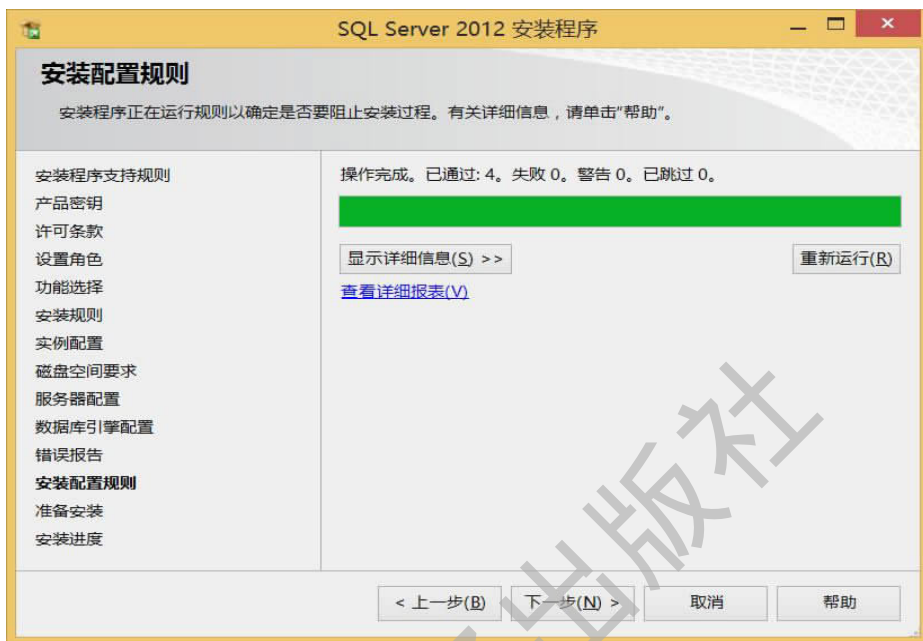 SQL Server 2012 安装程序
安装配置规则
安装程序正在运行规则以确定是否要阻止安装过程。有关详细信息，请单击“帮助”。
安装程序支持规则
产品密钥
许可条款
设置角色
功能选择
安装规则
实例配置
磁盘空间要求
服务器配置
数据库引擎配置
错误报告
安装配置规则
准备安装
安装进度
操作完成。已通过: 4。失败 0。警告 0。已跳过 0。
显示详细信息(S) >>
重新运行(R)
查看详细报表(V)
< 上一步(B)
下一步(N) >
取消
帮助
出版社